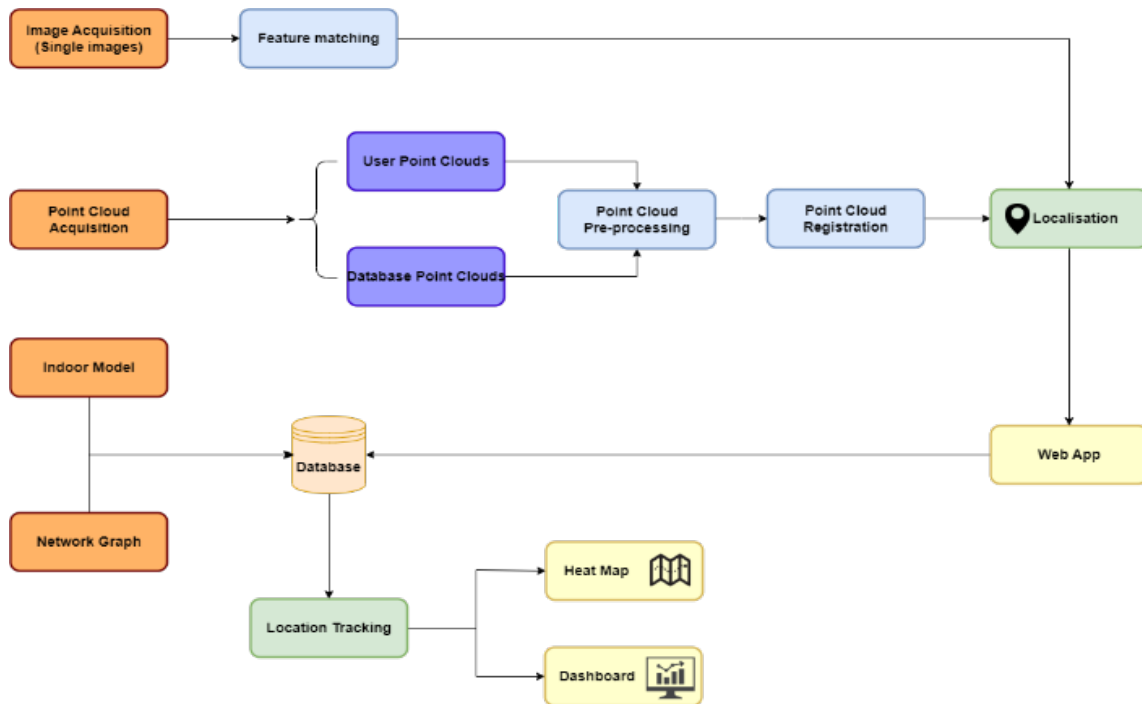 Image Acquisition
(Single images)
Feature matching
User Point Clouds
Point Cloud
Acquisition
Point Cloud
Pre-processing
Point Cloud
Registration
Localisation
Database Point Clouds
Indoor Model
Database
Web App
Network Graph
Heat Map
Location Tracking
Dashboard